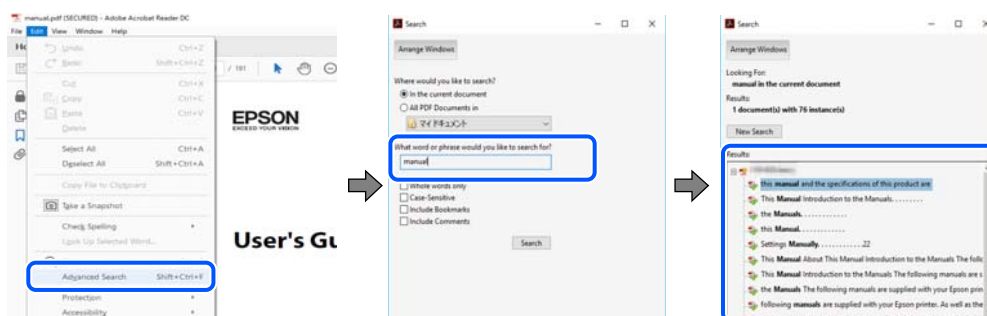 manual.pdf (SECURED) - Adobe Acrobat Reader DC
File Edit View Window Help
Undo Ctrl+Z
Redo Shift+Ctrl+Z
Cut Ctrl+X
Copy Ctrl+C
Paste Ctrl+V
Delete
Select All Ctrl+A
Deselect All Shift+Ctrl+A
Copy File to Clipboard
Take a Snapshot
Check Spelling
Look Up Selected Word...
Advanced Search Shift+Ctrl+F
Protection
Accessibility
/ 181
EPSON
EXCEED YOUR VISION
User's Gu
Search
Arrange Windows
Where would you like to search?
In the current document
All PDF Documents in
マイドキュメント
What word or phrase would you like to search for?
manual
Whole words only
Case-Sensitive
Include Bookmarks
Include Comments
Search
Search
Arrange Windows
Looking For:
manual in the current document
Results:
1 document(s) with 76 instance(s)
New Search
Results:
this manual and the specifications of this product are
This Manual Introduction to the Manuals. . . . . . . . .
the Manuals. . . . . . . . . . . . .
this Manual. . . . . . . . . . . . .
Settings Manually. . . . . . . . . . . . .22
This Manual About This Manual Introduction to the Manuals The follo
This Manual Introduction to the Manuals The following manuals are s
the Manuals The following manuals are supplied with your Epson prin
following manuals are supplied with your Epson printer. As well as the